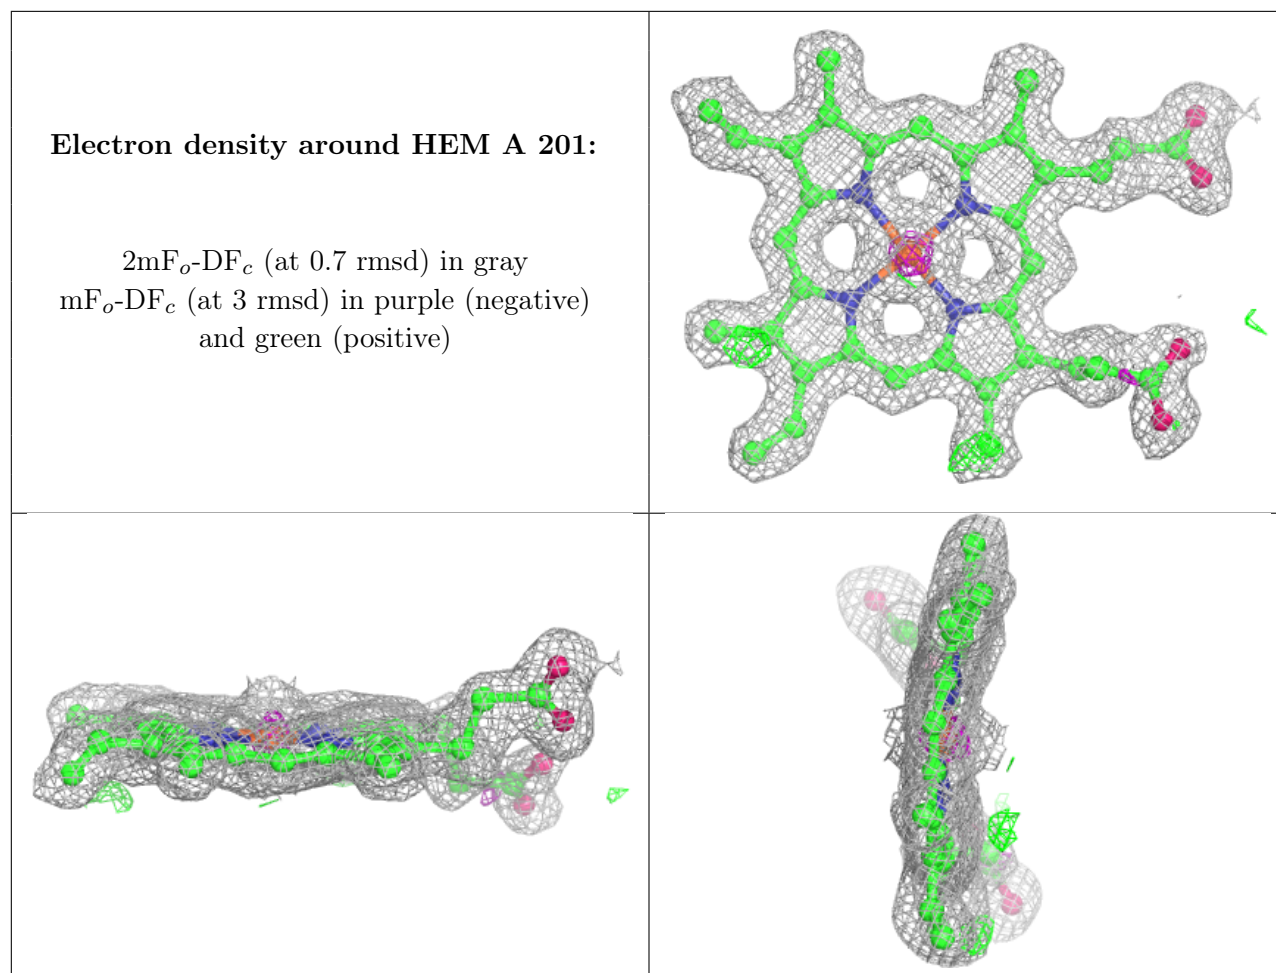 Electron density around HEM A 201:
2mFₒ-DF𝒸 (at 0.7 rmsd) in gray
mFₒ-DF𝒸 (at 3 rmsd) in purple (negative)
and green (positive)